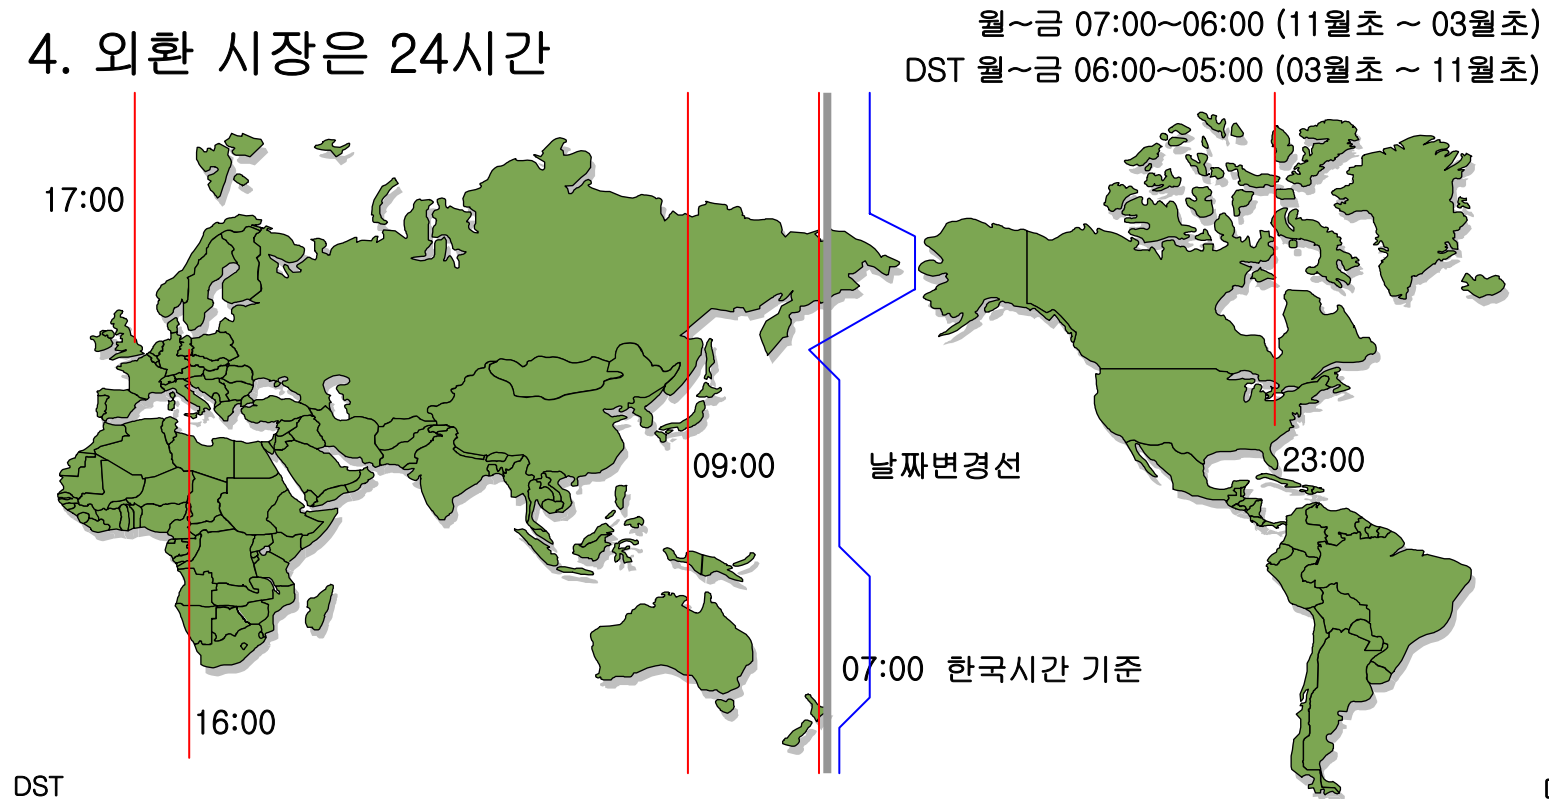 월~금 07:00~06:00 (11월초 ~ 03월초)
4. 외환 시장은 24시간
DST 월~금 06:00~05:00 (03월초 ~ 11월초)
17:00
09:00
날짜변경선
23:00
07:00 한국시간 기준
16:00
DST